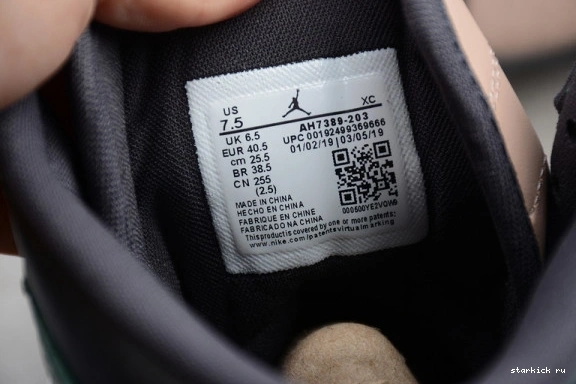 US XC
7.5
AH7389-203
UK 6.5 UPC 00192499369666
EUR 40.5 01/02/19 | 03/05/19
cm 25.5
BR 38.5
CN 255
(2.5)
000500YE2VQW8
MADE IN CHINA
HECHO EN CHINA
FABRIQUE EN CHINE
FABRICADO NA CHINA
This product is covered by one or more patents:
www.nike.com/patentsvirtualmarking
starkick ru